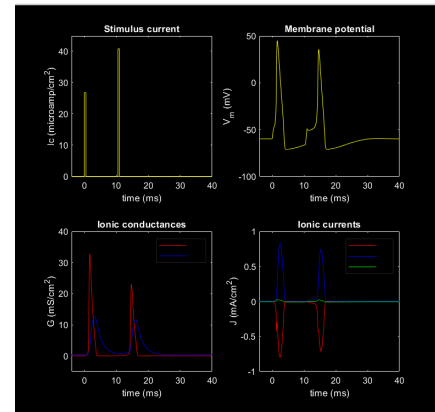 Stimulus current
Ic (microamp/cm²)
40
30
20
10
0
0 10 20 30 40
time (ms)
Membrane potential
Vm (mV)
50
0
-50
-100
0 10 20 30 40
time (ms)
Ionic conductances
G (mS/cm²)
40
30
20
10
0
0 10 20 30 40
time (ms)
Ionic currents
J (mA/cm²)
1
0.5
0
-0.5
-1
0 10 20 30 40
time (ms)